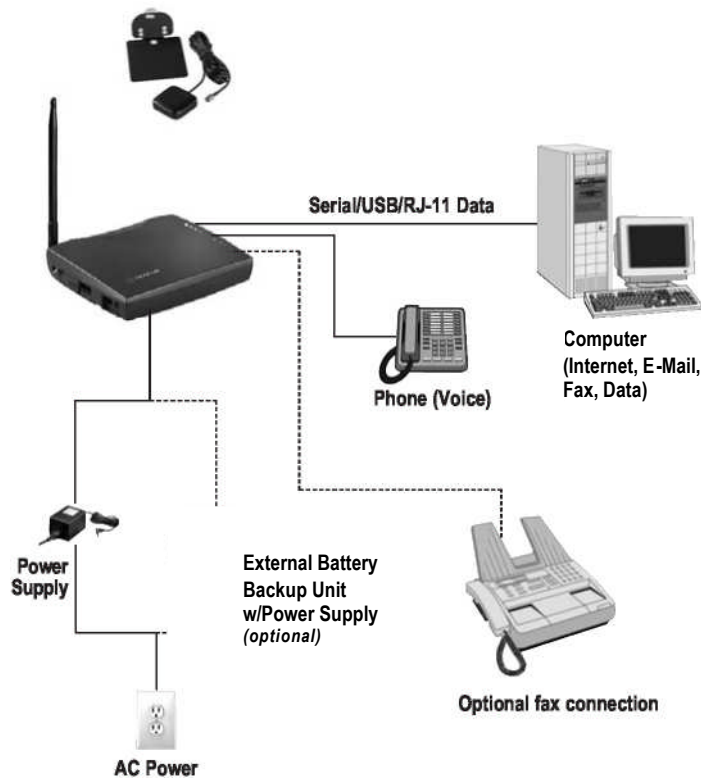 Serial/USB/RJ-11 Data
Computer
(Internet, E-Mail,
Fax, Data)
Phone (Voice)
Power
Supply
External Battery
Backup Unit
w/Power Supply
(optional)
Optional fax connection
AC Power